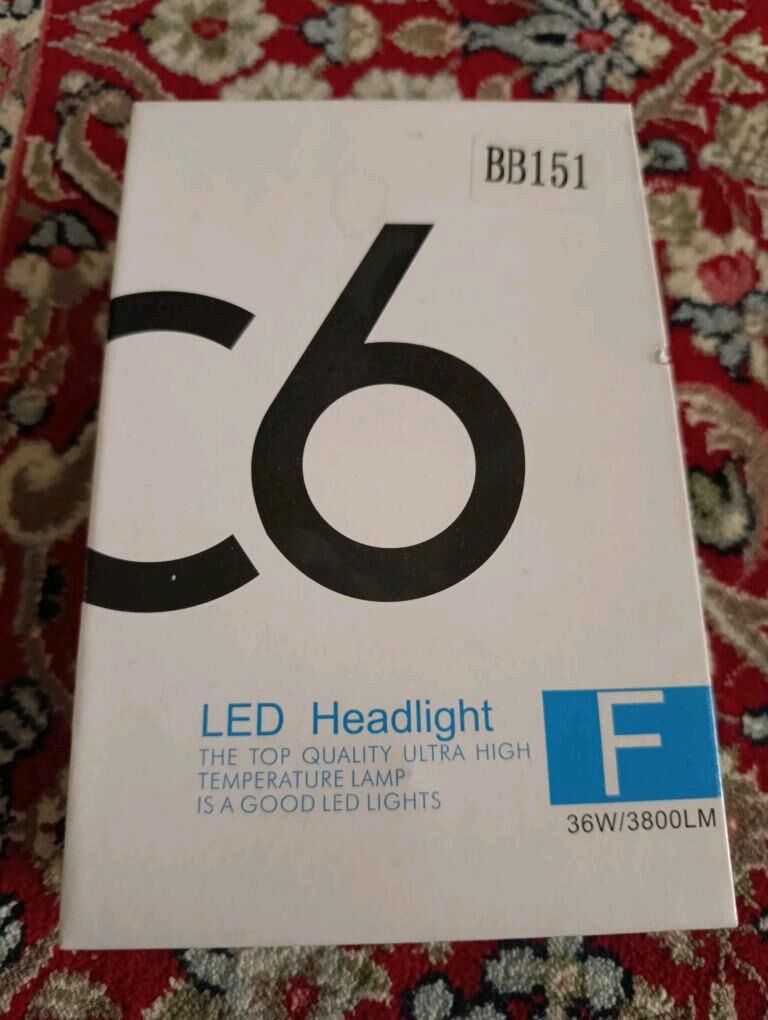 BB151
C6
LED Headlight
THE TOP QUALITY ULTRA HIGH
TEMPERATURE LAMP
IS A GOOD LED LIGHTS
F
36W/3800LM